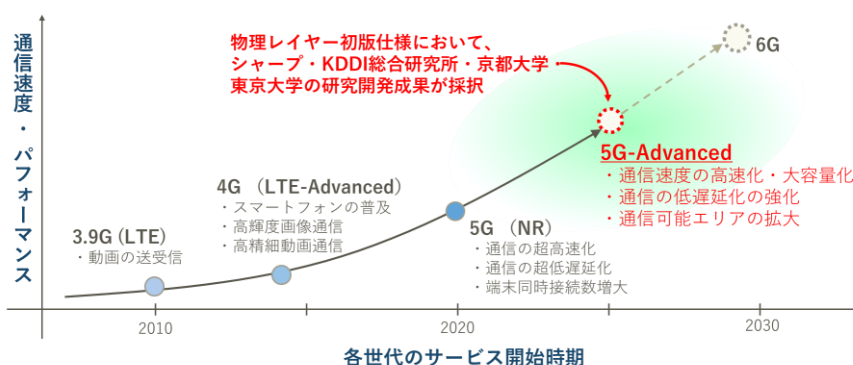 通信速度・パフォーマンス
物理レイヤー初版仕様において、
シャープ・KDDI総合研究所・京都大学・
東京大学の研究開発成果が採択
6G
5G-Advanced
・通信速度の高速化・大容量化
・通信の低遅延化の強化
・通信可能エリアの拡大
4G （LTE-Advanced）
・スマートフォンの普及
・高輝度画像通信
・高精細動画通信
3.9G (LTE)
・動画の送受信
5G （NR）
・通信の超高速化
・通信の超低遅延化
・端末同時接続数増大
2010
2020
2030
各世代のサービス開始時期